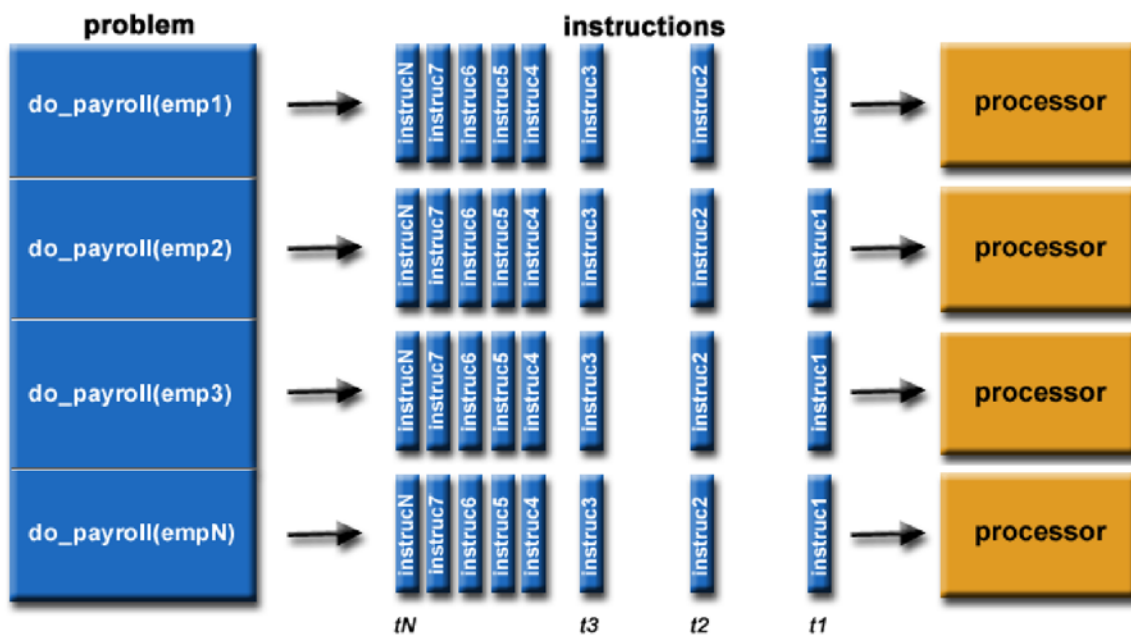 problem
instructions
do_payroll(emp1)
instrucN
instruc7
instruc6
instruc5
instruc4
instruc3
instruc2
instruc1
processor
do_payroll(emp2)
instrucN
instruc7
instruc6
instruc5
instruc4
instruc3
instruc2
instruc1
processor
do_payroll(emp3)
instrucN
instruc7
instruc6
instruc5
instruc4
instruc3
instruc2
instruc1
processor
do_payroll(empN)
instrucN
instruc7
instruc6
instruc5
instruc4
instruc3
instruc2
instruc1
processor
tN
t3
t2
t1